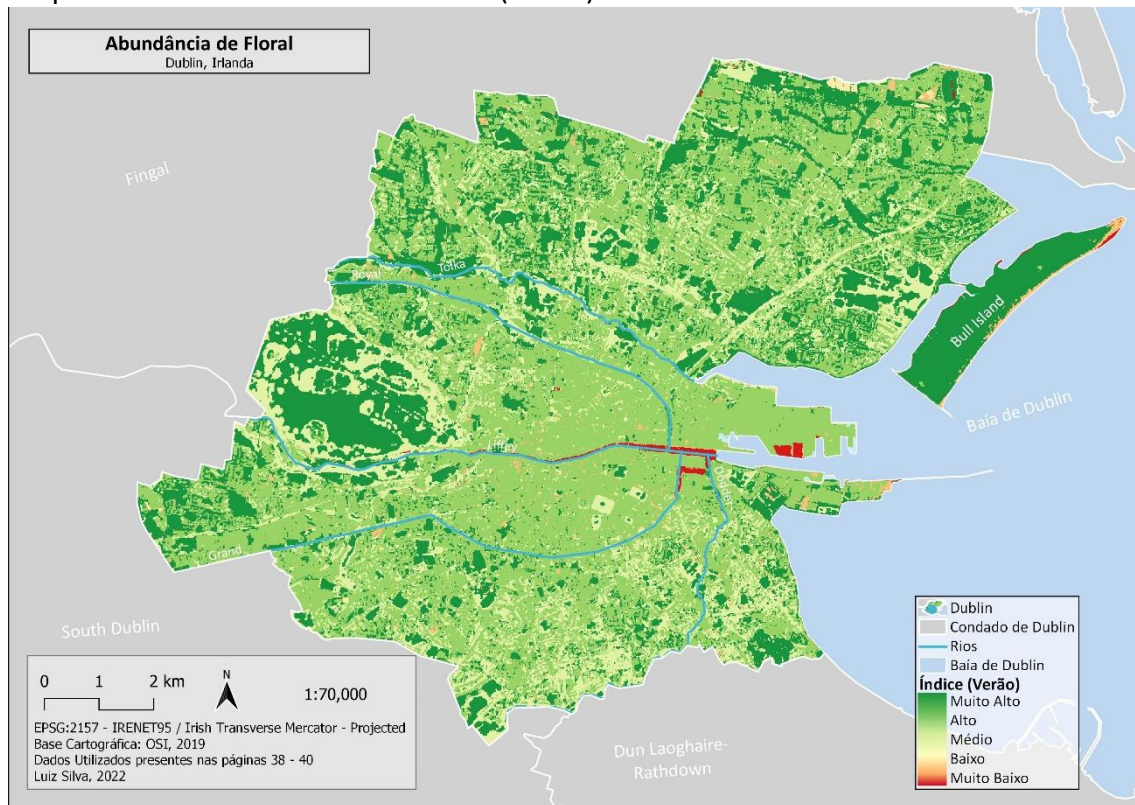 Abundância de Floral
Dublin, Irlanda
Fingal
Tolka
Royal
Bull Island
Baía de Dublin
Liffey
Dodder
Grand
South Dublin
Dun Laoghaire-
Rathdown
0 1 2 km
N
1:70,000
EPSG:2157 - IRENET95 / Irish Transverse Mercator - Projected
Base Cartográfica: OSI, 2019
Dados Utilizados presentes nas páginas 38 - 40
Luiz Silva, 2022
Dublin
Condado de Dublin
Rios
Baía de Dublin
Índice (Verão)
Muito Alto
Alto
Médio
Baixo
Muito Baixo